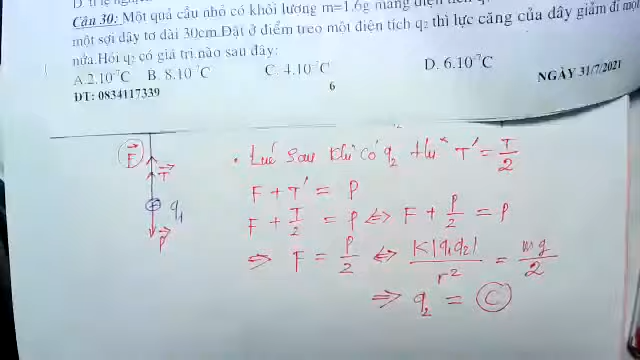 Câu 30: Một quả cầu nhỏ có khối lượng m=1,6g mang điện tích q
một sợi dây tơ dài 30cm.Đặt ở điểm treo một điện tích q₂ thì lực căng của dây giảm đi một
nửa.Hỏi q₂ có giá trị nào sau đây:
A.2.10⁻⁷C B. 8.10⁻⁷C C. 4.10⁻⁷C D. 6.10⁻⁷C
ĐT: 0834117339 6 NGÀY 31/7/2021
• Lúc sau khi có q₂ thì T' = T/2
F + T' = P
F + T/2 = P ⇔ F + P/2 = P
⇒ F = P/2 ⇔ K|q₁q₂|/r² = mg/2
⇒ q₂ = C
F
T
q₁
P